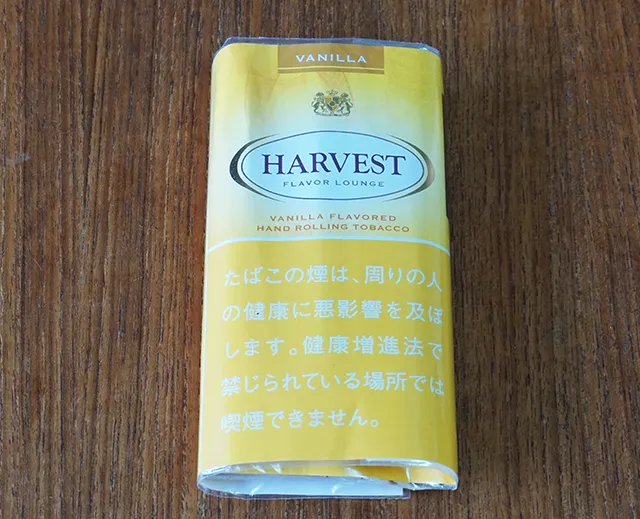 VANILLA
HARVEST
FLAVOR LOUNGE
VANILLA FLAVORED
HAND ROLLING TOBACCO
たばこの煙は、周りの人
の健康に悪影響を及ぼ
します。健康増進法で
禁じられている場所では
喫煙できません。